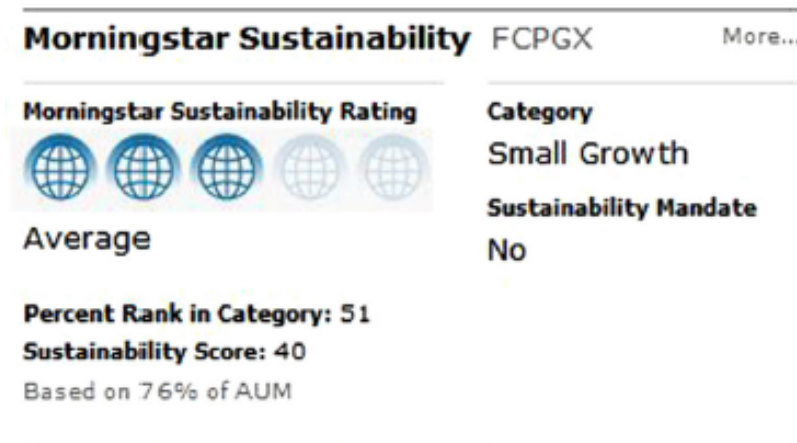 Morningstar Sustainability FCPGX More...
Morningstar Sustainability Rating
Average
Category
Small Growth
Sustainability Mandate
No
Percent Rank in Category: 51
Sustainability Score: 40
Based on 76% of AUM